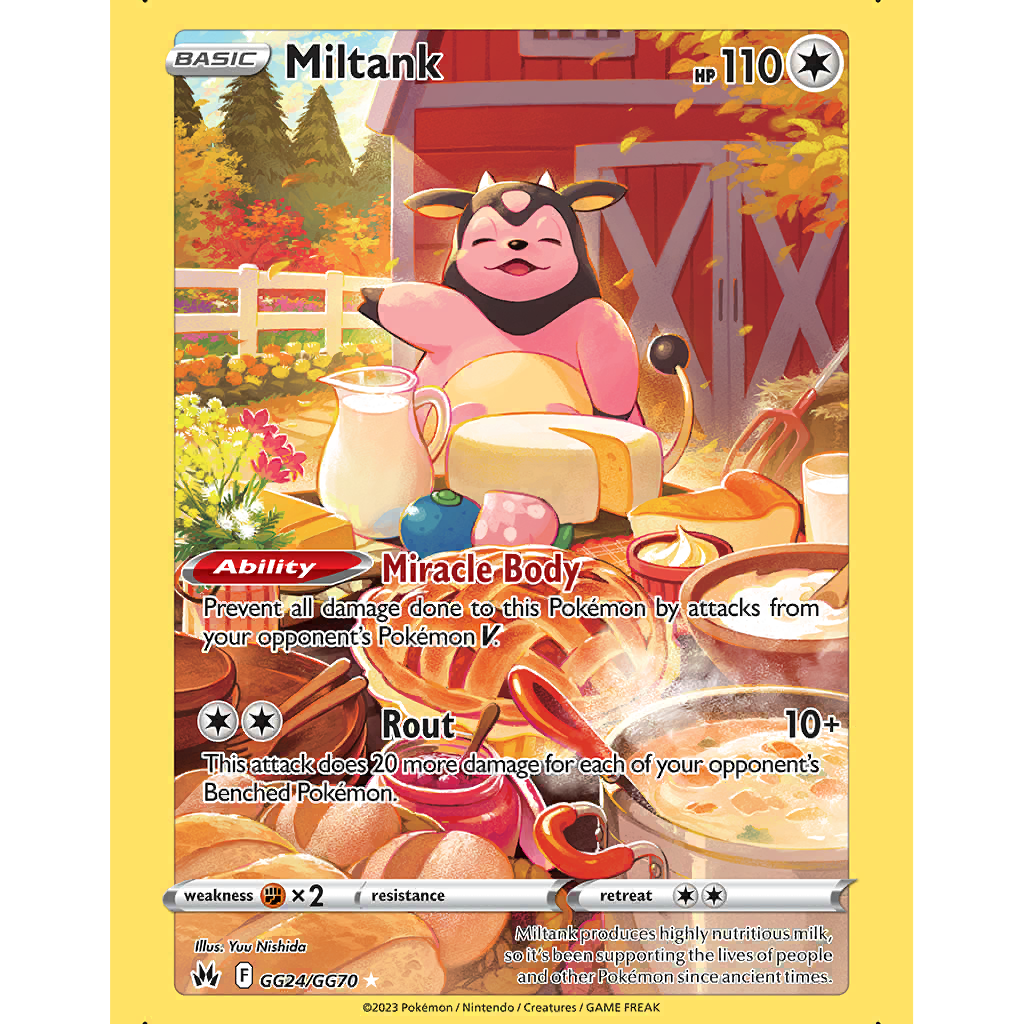 BASIC Miltank HP 110
Ability Miracle Body
Prevent all damage done to this Pokémon by attacks from
your opponent's Pokémon V.
Rout 10+
This attack does 20 more damage for each of your opponent's
Benched Pokémon.
weakness ×2 resistance retreat
Illus. Yuu Nishida
Miltank produces highly nutritious milk,
so it's been supporting the lives of people
and other Pokémon since ancient times.
F GG24/GG70
©2023 Pokémon / Nintendo / Creatures / GAME FREAK